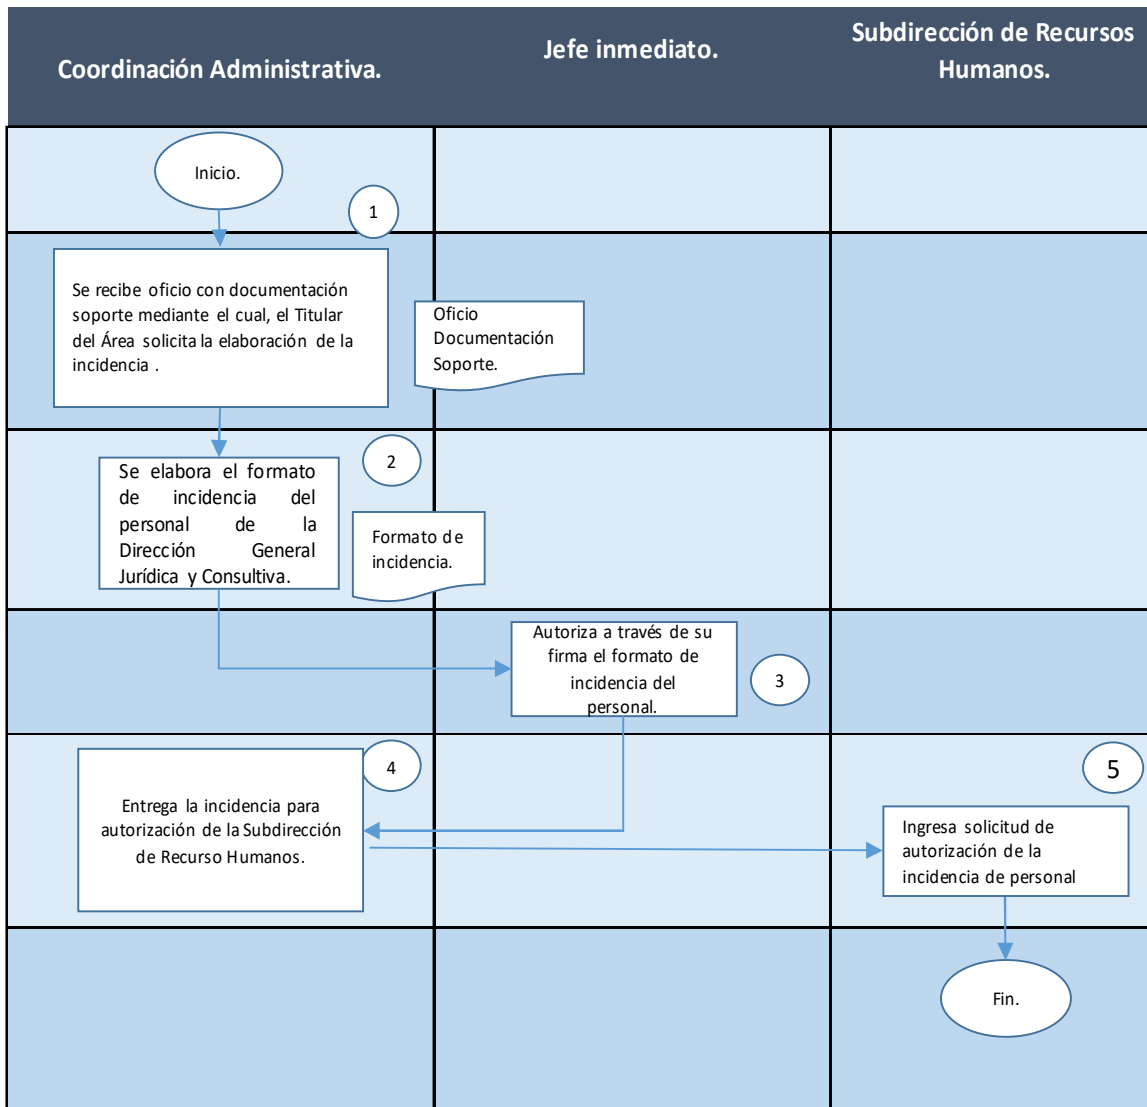 Coordinación Administrativa.
Jefe inmediato.
Subdirección de Recursos
Humanos.
Inicio.
1
Se recibe oficio con documentación
soporte mediante el cual, el Titular
del Área solicita la elaboración de la
incidencia .
Oficio
Documentación
Soporte.
2
Se elabora el formato
de incidencia del
personal de la
Dirección General
Jurídica y Consultiva.
Formato de
incidencia.
Autoriza a través de su
firma el formato de
incidencia del
personal.
3
4
Entrega la incidencia para
autorización de la Subdirección
de Recurso Humanos.
5
Ingresa solicitud de
autorización de la
incidencia de personal
Fin.